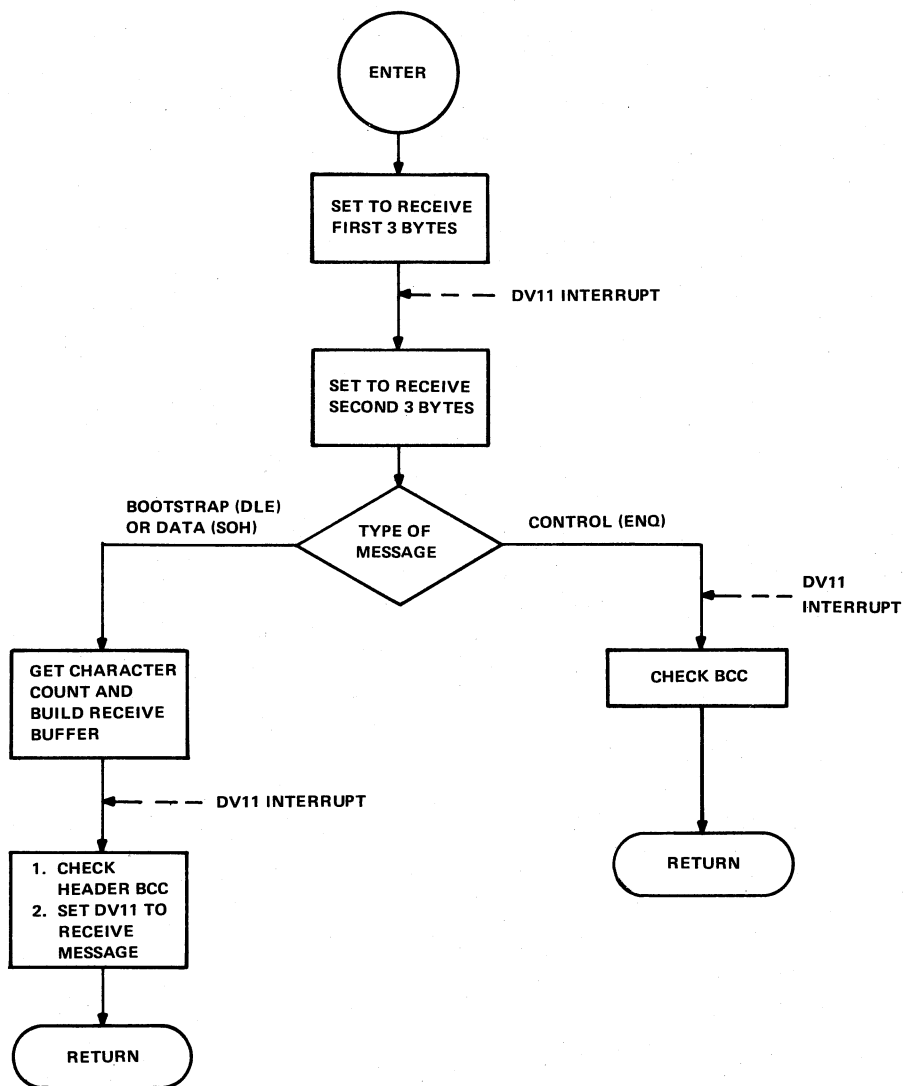 ENTER
SET TO RECEIVE
FIRST 3 BYTES
DV11 INTERRUPT
SET TO RECEIVE
SECOND 3 BYTES
BOOTSTRAP (DLE)
OR DATA (SOH)
TYPE OF
MESSAGE
CONTROL (ENQ)
DV11
INTERRUPT
GET CHARACTER
COUNT AND
BUILD RECEIVE
BUFFER
CHECK BCC
DV11 INTERRUPT
1. CHECK
HEADER BCC
2. SET DV11 TO
RECEIVE
MESSAGE
RETURN
RETURN